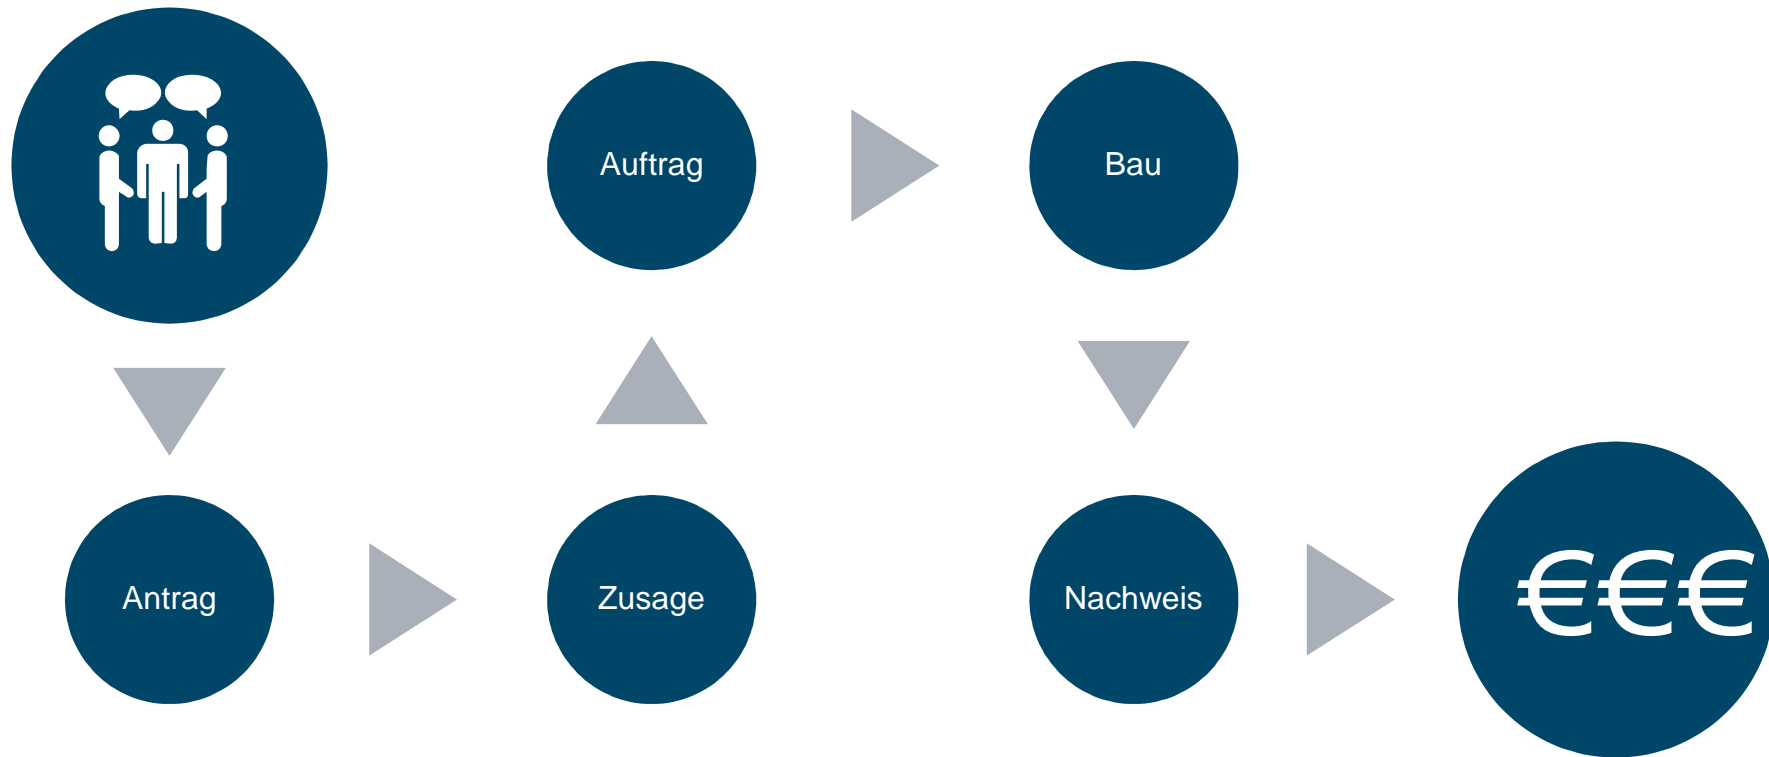 Antrag
Zusage
Auftrag
Bau
Nachweis
€€€